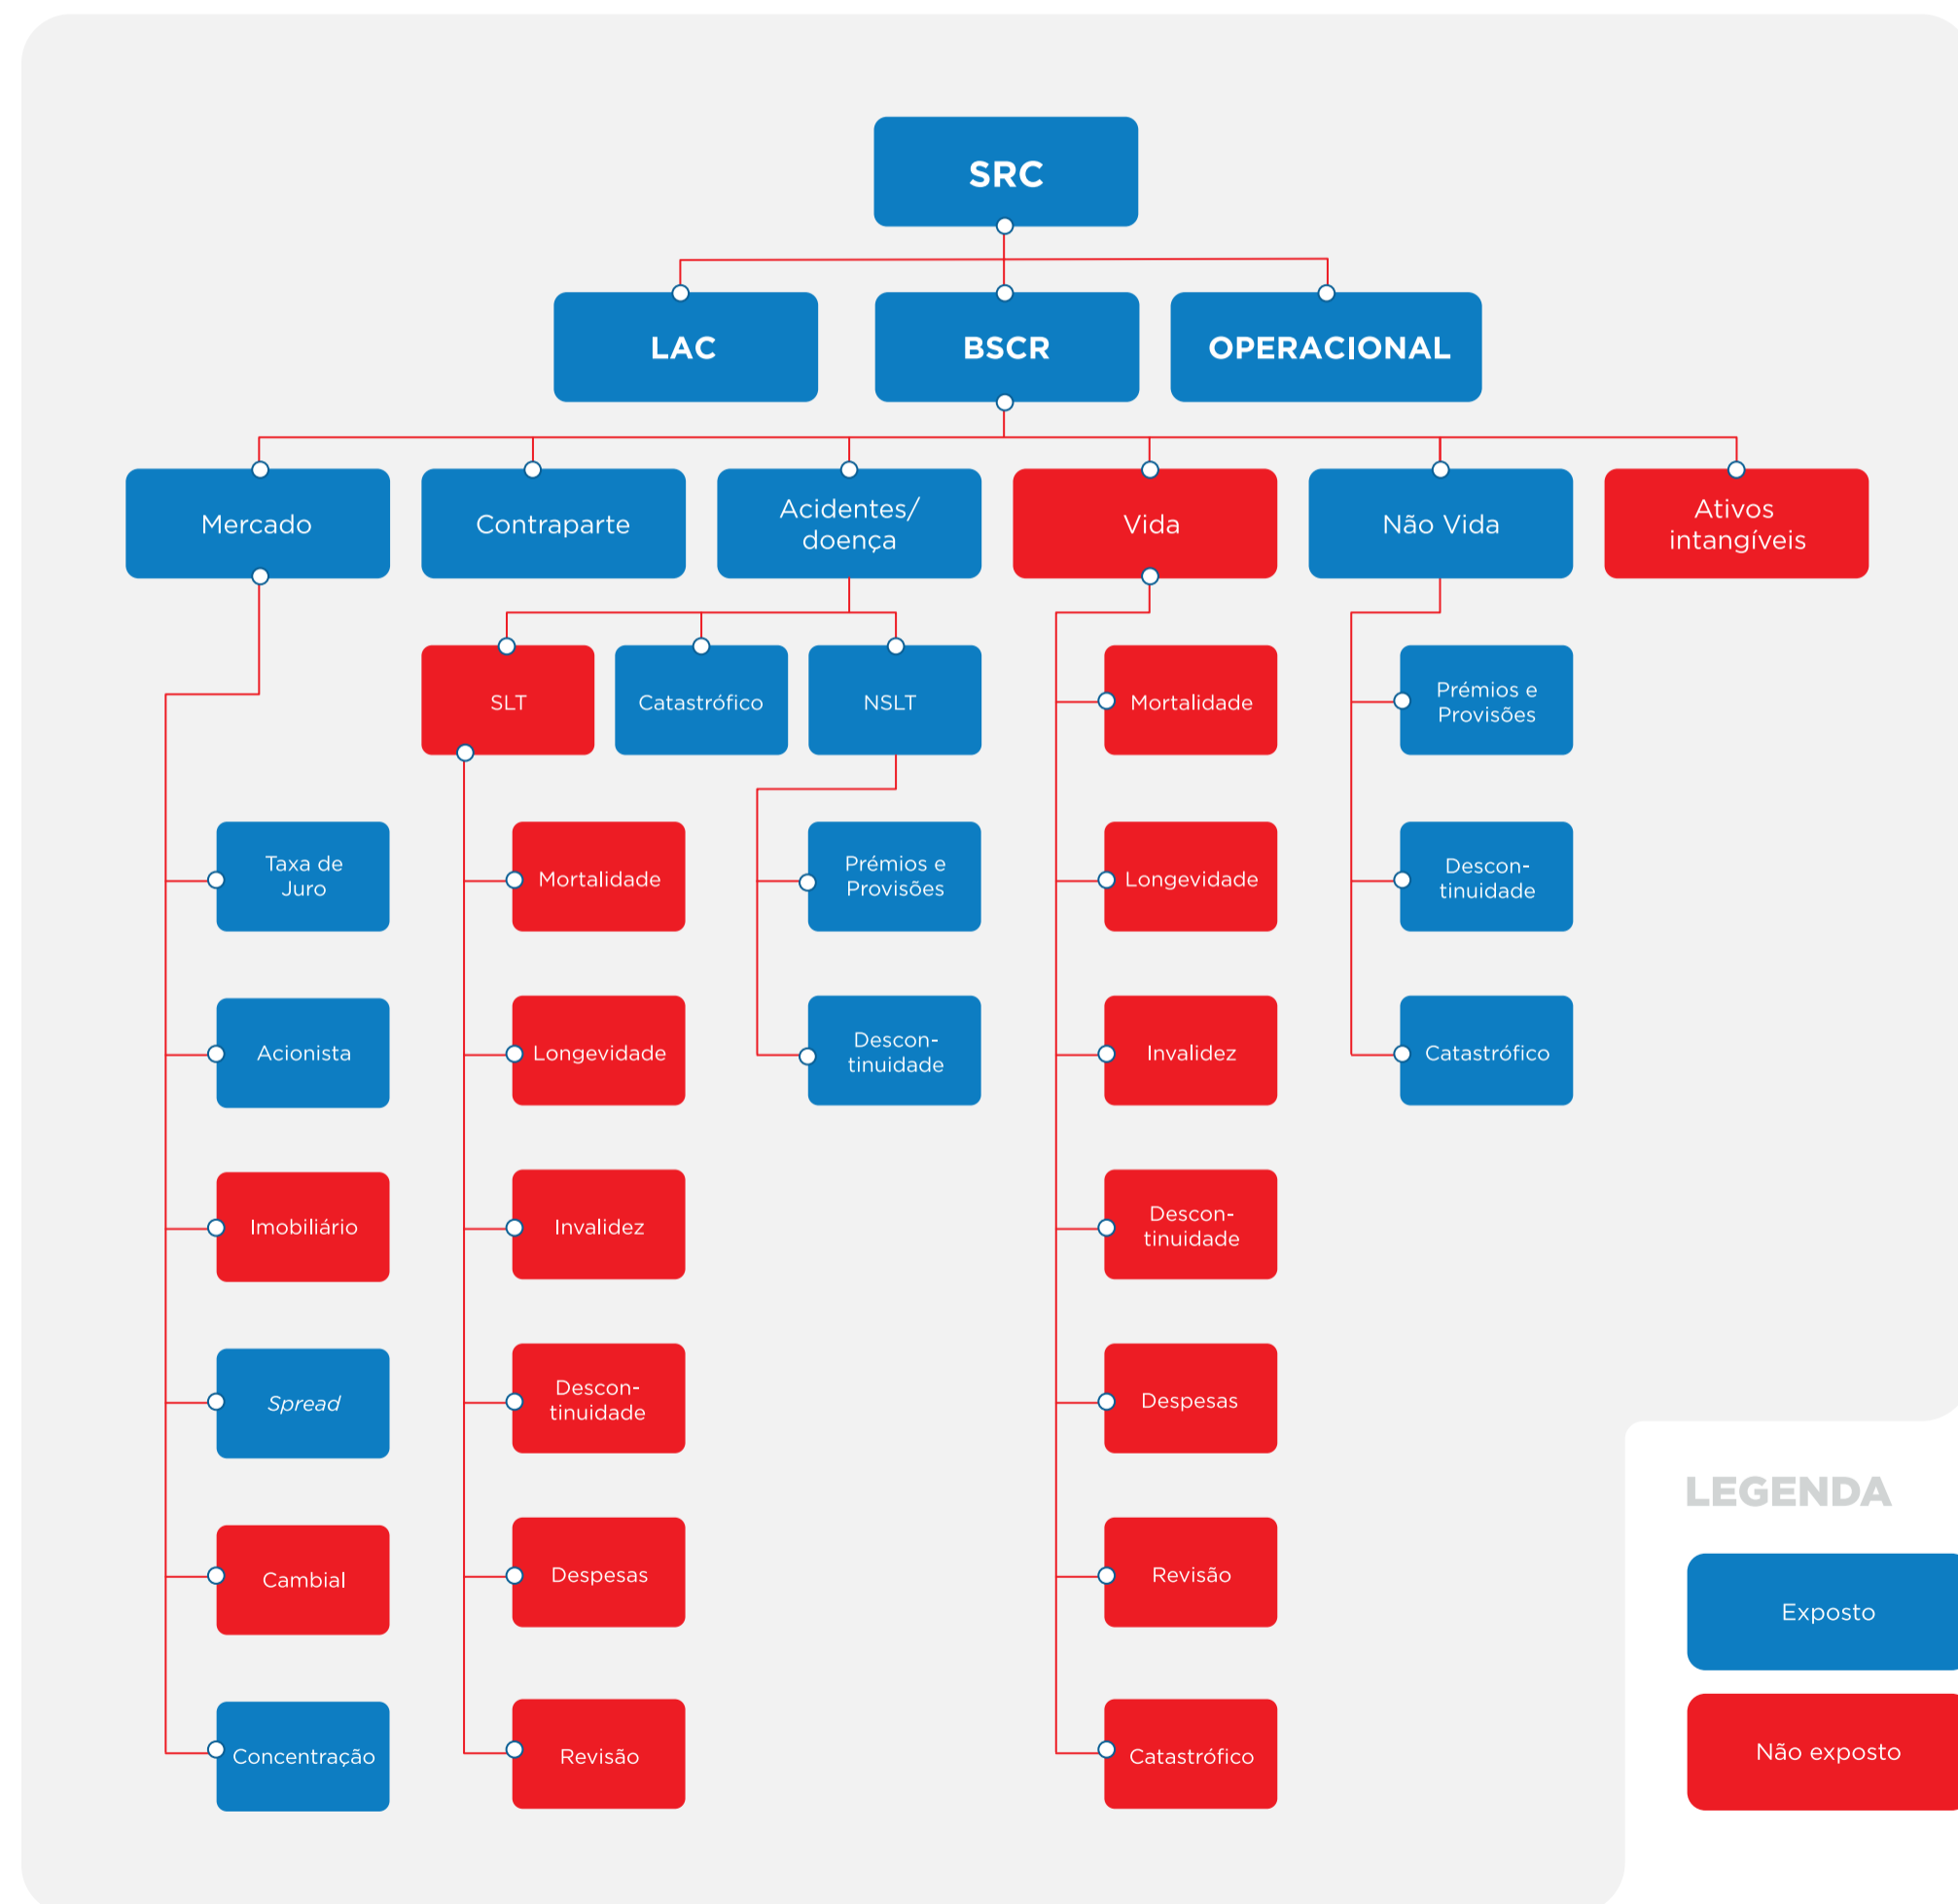 SRC
LAC
BSCR
OPERACIONAL
Mercado
Contraparte
Acidentes/
doença
Vida
Não Vida
Ativos
intangíveis
SLT
Catastrófico
NSLT
Mortalidade
Prémios e
Provisões
Taxa de
Juro
Mortalidade
Prémios e
Provisões
Longevidade
Descon-
tinuidade
Acionista
Longevidade
Descon-
tinuidade
Invalidez
Catastrófico
Imobiliário
Invalidez
Descon-
tinuidade
Spread
Descon-
tinuidade
Despesas
Cambial
Despesas
Revisão
Concentração
Revisão
Catastrófico
LEGENDA
Exposto
Não exposto